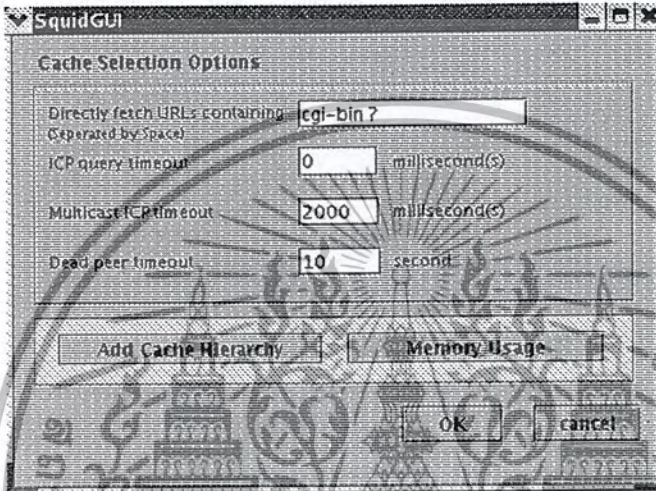 SquidGUI
Cache Selection Options
Directly fetch URLs containing cgi-bin ?
(Seperated by Space)
ICP query timeout 0 millisecond(s)
Multicast ICP timeout 2000 millisecond(s)
Dead peer timeout 10 second
Add Cache Hierarchy Memory Usage
OK cancel